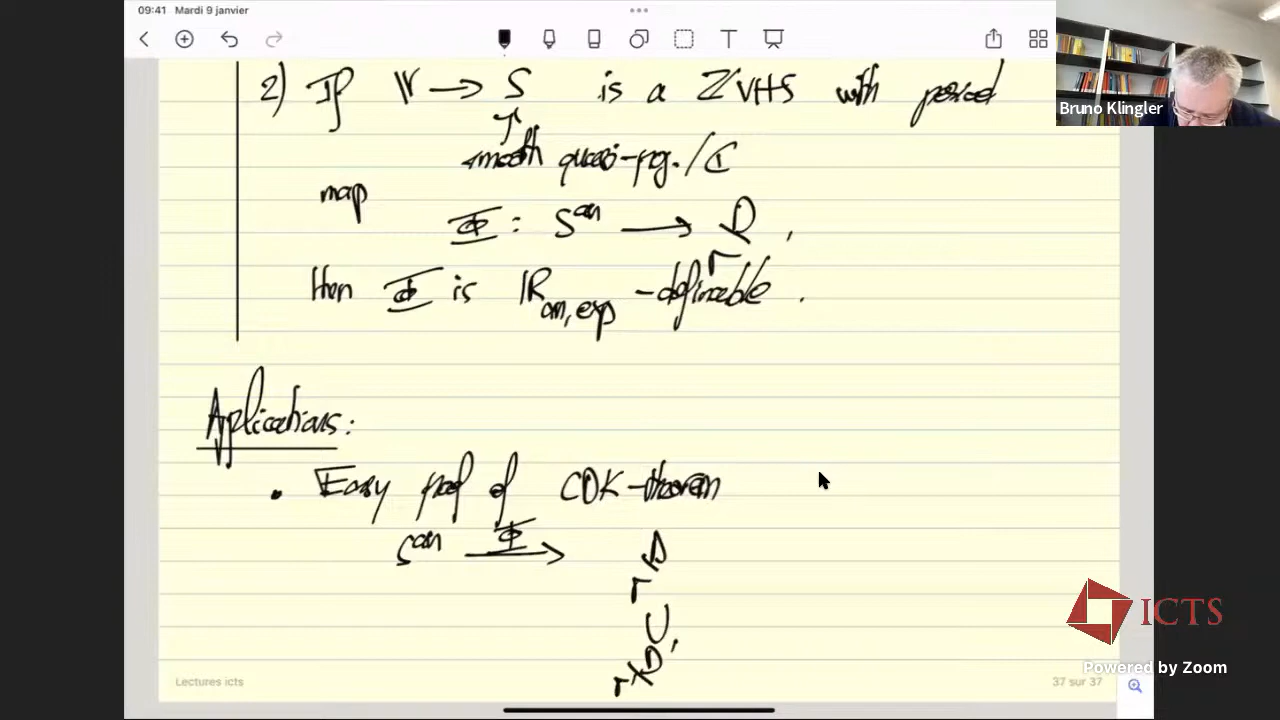 09:41 Mardi 9 janvier
Bruno Klingler
2) If V → S is a ZVHS with period
smooth quasi-proj. / C
map
Φ : S^an → Γ\D ,
then Φ is R_an,exp -definable .
Applications:
• Easy proof of CDK-theorem
S^an →^Φ Γ\D
∪
ICTS
Powered by Zoom
Lectures icts
37 sur 37